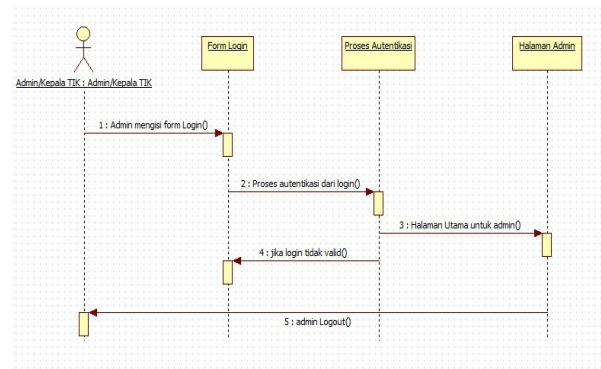 Form Login
Proses Autentikasi
Halaman Admin
Admin/Kepala TIK : Admin/Kepala TIK
1 : Admin mengisi form Login()
2 : Proses autentikasi dari login()
3 : Halaman Utama untuk admin()
4 : jika login tidak valid()
5 : admin Logout()